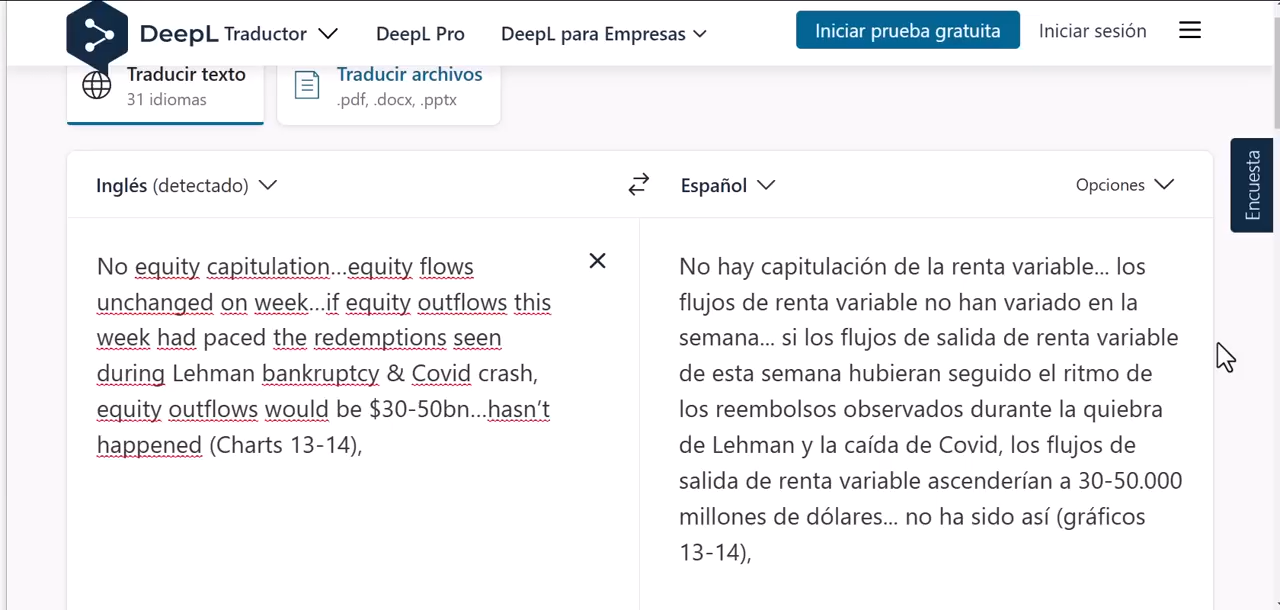 DeepL Traductor DeepL Pro DeepL para Empresas Iniciar prueba gratuita Iniciar sesión
Traducir texto
31 idiomas
Traducir archivos
.pdf, .docx, .pptx
Encuesta
Inglés (detectado) Español Opciones
No equity capitulation...equity flows
unchanged on week...if equity outflows this
week had paced the redemptions seen
during Lehman bankruptcy & Covid crash,
equity outflows would be $30-50bn...hasn't
happened (Charts 13-14),
No hay capitulación de la renta variable... los
flujos de renta variable no han variado en la
semana... si los flujos de salida de renta variable
de esta semana hubieran seguido el ritmo de
los reembolsos observados durante la quiebra
de Lehman y la caída de Covid, los flujos de
salida de renta variable ascenderían a 30-50.000
millones de dólares... no ha sido así (gráficos
13-14),